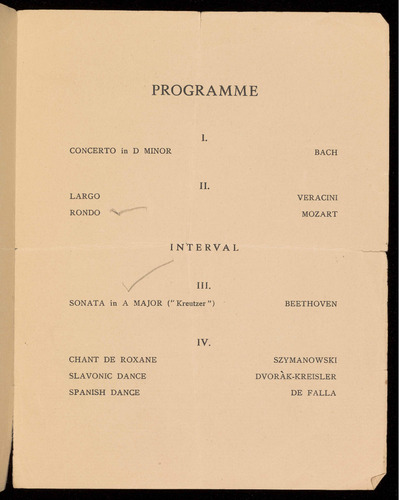 PROGRAMME
I.
CONCERTO in D MINOR BACH
II.
LARGO VERACINI
RONDO MOZART
INTERVAL
III.
SONATA in A MAJOR ("Kreutzer") BEETHOVEN
IV.
CHANT DE ROXANE SZYMANOWSKI
SLAVONIC DANCE DVOŘÁK-KREISLER
SPANISH DANCE DE FALLA